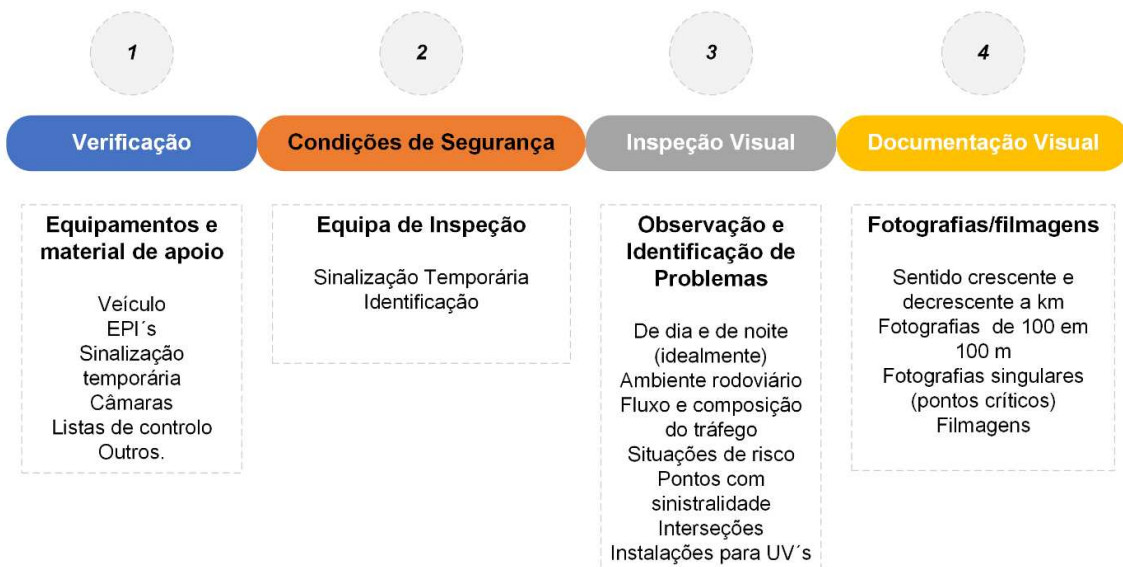 1
Verificação
Equipamentos e
material de apoio
Veículo
EPI´s
Sinalização
temporária
Câmaras
Listas de controlo
Outros.
2
Condições de Segurança
Equipa de Inspeção
Sinalização Temporária
Identificação
3
Inspeção Visual
Observação e
Identificação de
Problemas
De dia e de noite
(idealmente)
Ambiente rodoviário
Fluxo e composição
do tráfego
Situações de risco
Pontos com
sinistralidade
Interseções
Instalações para UV´s
4
Documentação Visual
Fotografias/filmagens
Sentido crescente e
decrescente a km
Fotografias de 100 em
100 m
Fotografias singulares
(pontos críticos)
Filmagens